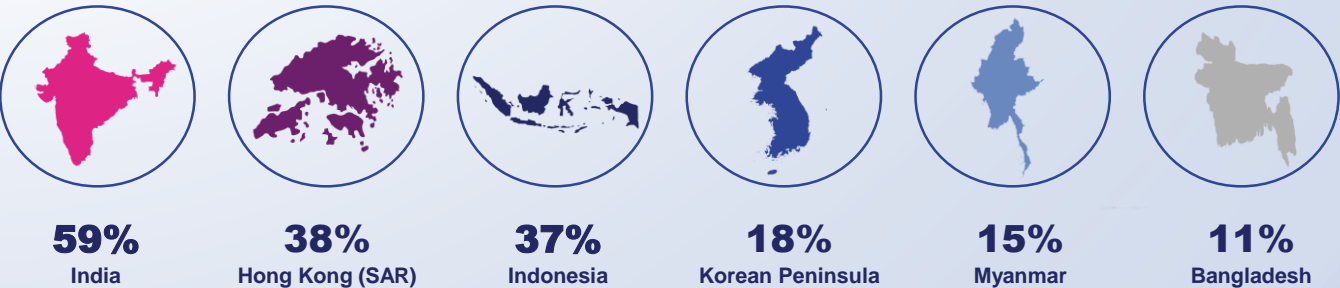 59%
India
38%
Hong Kong (SAR)
37%
Indonesia
18%
Korean Peninsula
15%
Myanmar
11%
Bangladesh